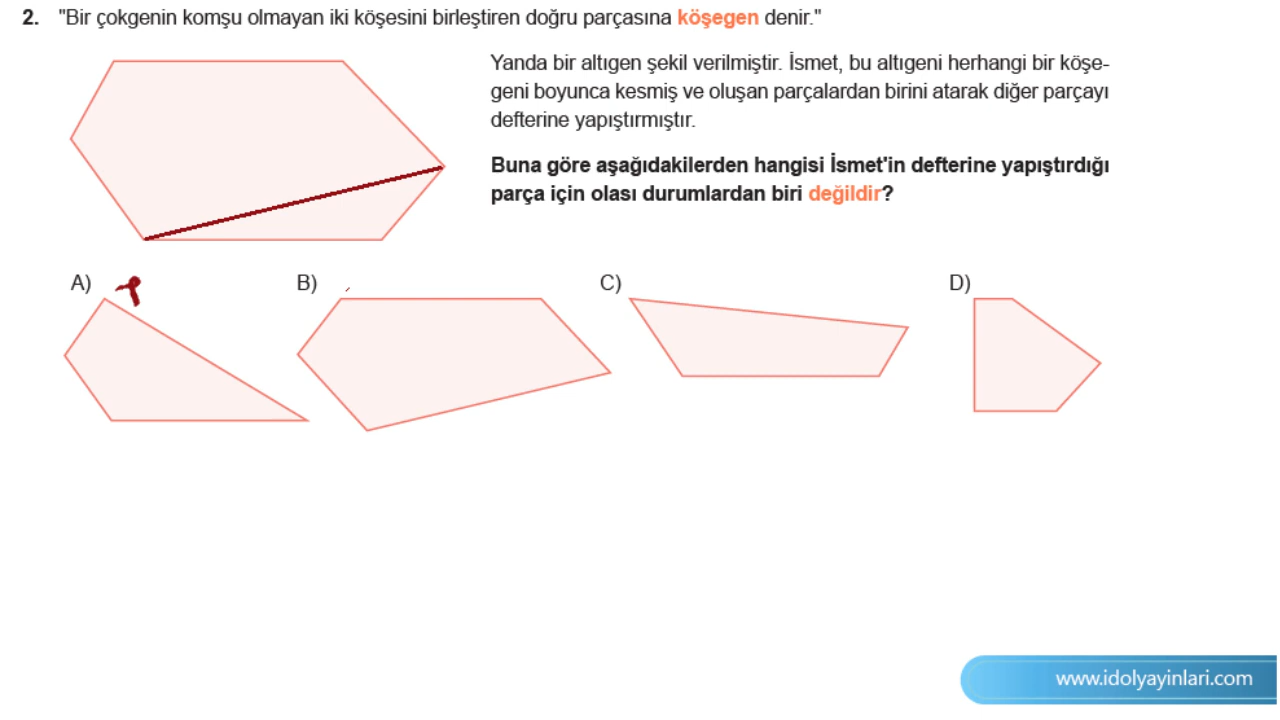 2. "Bir çokgenin komşu olmayan iki köşesini birleştiren doğru parçasına köşegen denir."
Yanda bir altıgen şekil verilmiştir. İsmet, bu altıgeni herhangi bir köşe-
geni boyunca kesmiş ve oluşan parçalardan birini atarak diğer parçayı
defterine yapıştırmıştır.
Buna göre aşağıdakilerden hangisi İsmet'in defterine yapıştırdığı
parça için olası durumlardan biri değildir?
A) B) C) D)
www.idolyayinlari.com